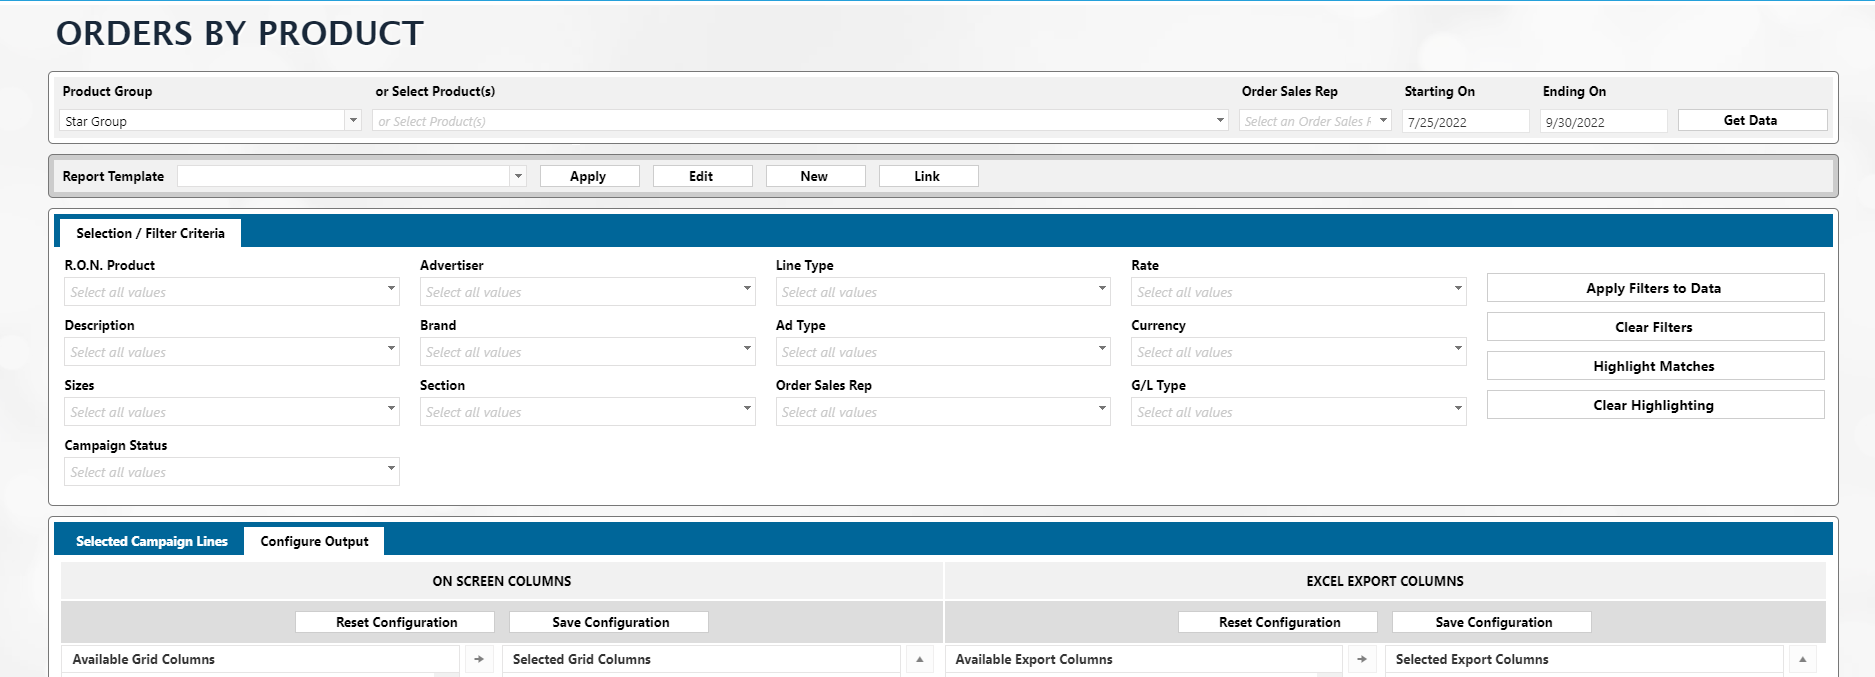 ORDERS BY PRODUCT
Product Group or Select Product(s) Order Sales Rep Starting On Ending On
Star Group or Select Product(s) Select an Order Sales R 7/25/2022 9/30/2022 Get Data
Report Template Apply Edit New Link
Selection / Filter Criteria
R.O.N. Product Advertiser Line Type Rate
Select all values Select all values Select all values Select all values Apply Filters to Data
Description Brand Ad Type Currency Clear Filters
Select all values Select all values Select all values Select all values Highlight Matches
Sizes Section Order Sales Rep G/L Type
Select all values Select all values Select all values Select all values Clear Highlighting
Campaign Status
Select all values
Selected Campaign Lines Configure Output
ON SCREEN COLUMNS EXCEL EXPORT COLUMNS
Reset Configuration Save Configuration Reset Configuration Save Configuration
Available Grid Columns Selected Grid Columns Available Export Columns Selected Export Columns